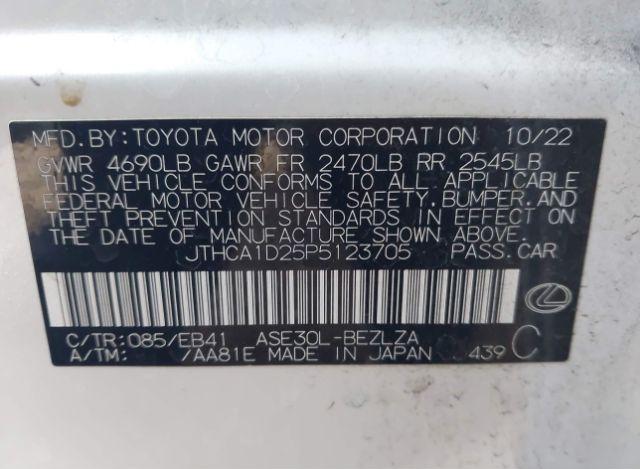 MFD.BY:TOYOTA MOTOR CORPORATION 10/22
GVWR 4690LB GAWR FR 2470LB RR 2545LB
THIS VEHICLE CONFORMS TO ALL APPLICABLE
FEDERAL MOTOR VEHICLE SAFETY.BUMPER.AND
THEFT PREVENTION STANDARDS IN EFFECT ON
THE DATE OF MANUFACTURE SHOWN ABOVE.
JTHCA1D25P5123705 PASS.CAR
C/TR:085/EB41 ASE30L-BEZLZA
A/TM: /AA81E MADE IN JAPAN 439 C